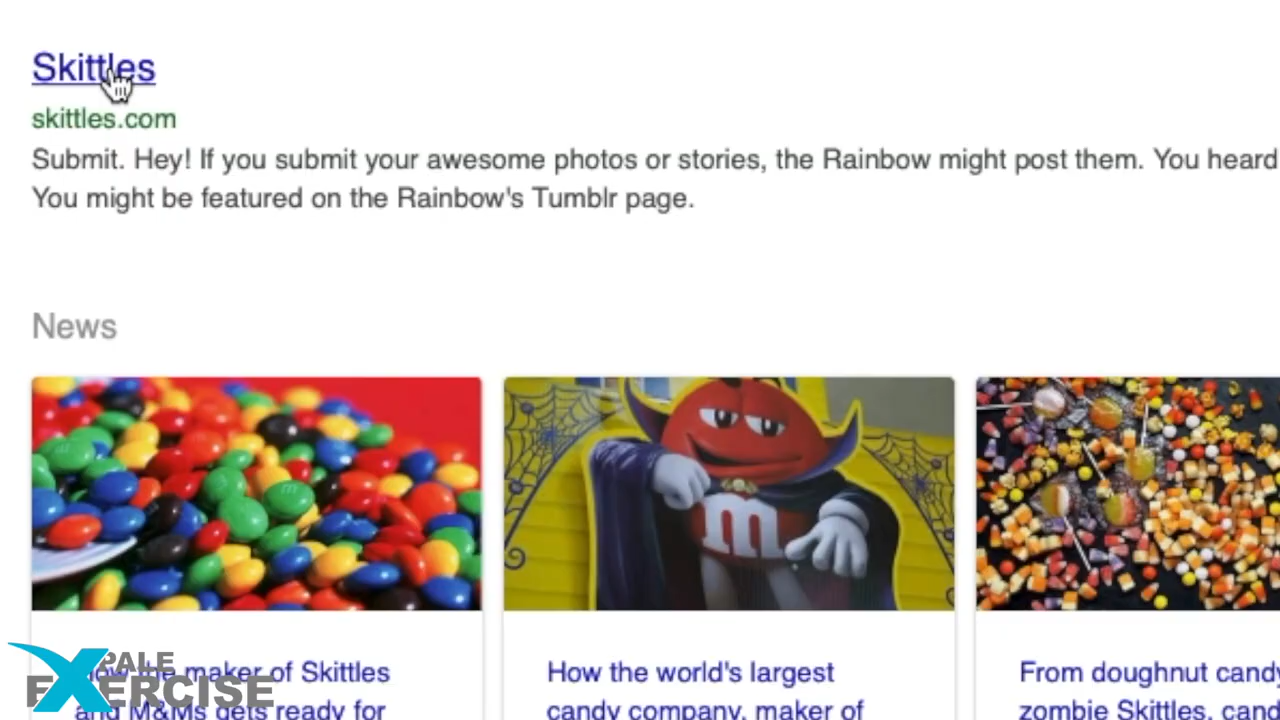 Skittles
skittles.com
Submit. Hey! If you submit your awesome photos or stories, the Rainbow might post them. You heard
You might be featured on the Rainbow's Tumblr page.
News
m
PALE
EXERCISE
the maker of Skittles
and M&Ms gets ready for
How the world's largest
candy company, maker of
From doughnut candy
zombie Skittles, cand